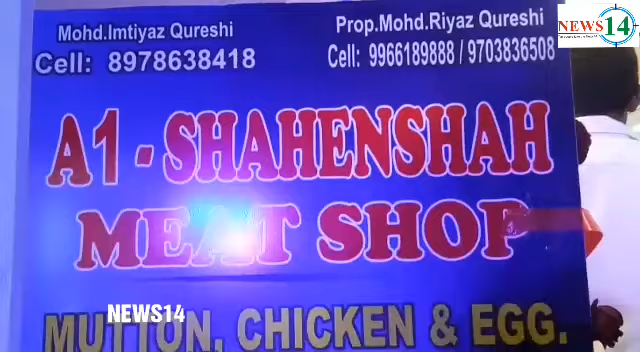 Mohd.Imtiyaz Qureshi
Cell: 8978638418
Prop.Mohd.Riyaz Qureshi
Cell: 9966189888 / 9703836508
NEWS14
A1 - SHAHENSHAH
MEAT SHOP
NEWS14
MUTTON, CHICKEN & EGG.